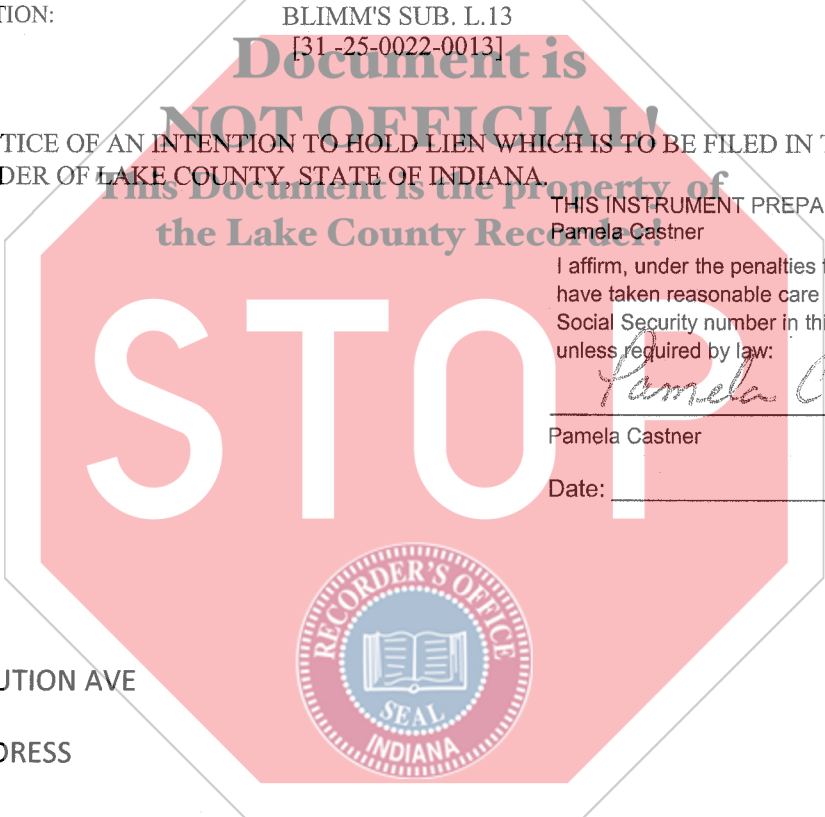 TION:
BLIMM'S SUB. L.13
[31 -25-0022-0013]
Document is
NOT OFFICIAL!
TICE OF AN INTENTION TO HOLD LIEN WHICH IS TO BE FILED IN T
DER OF LAKE COUNTY, STATE OF INDIANA.
This Document is the property of
the Lake County Recorder!
THIS INSTRUMENT PREPA
Pamela Castner
I affirm, under the penalties f
have taken reasonable care
Social Security number in thi
unless required by law:
Pamela C
Pamela Castner
Date:
STOP
RECORDER'S OFFICE
SEAL
INDIANA
UTION AVE
DRESS